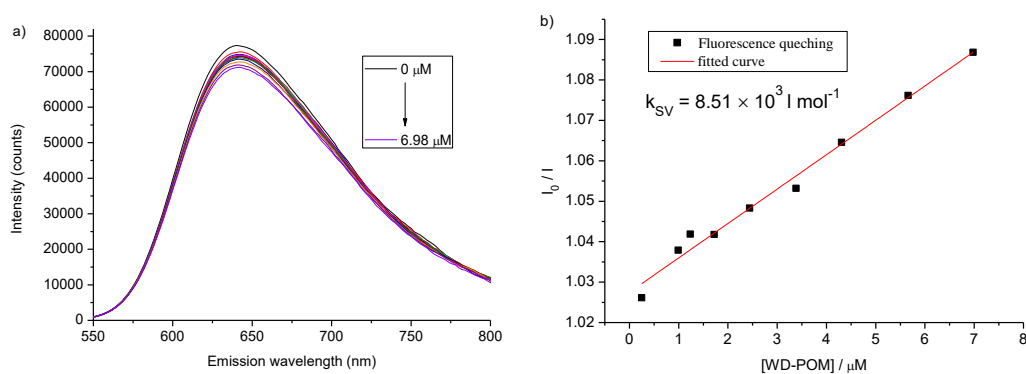 a)
80000
70000
60000
50000
40000
30000
20000
10000
0
Intensity (counts)
550 600 650 700 750 800
Emission wavelength (nm)
0 μM
6.98 μM
b)
1.09
1.08
1.07
1.06
1.05
1.04
1.03
1.02
I0 / I
0 1 2 3 4 5 6 7 8
[WD-POM] / μM
Fluorescence queching
fitted curve
kSV = 8.51 × 10³ l mol⁻¹